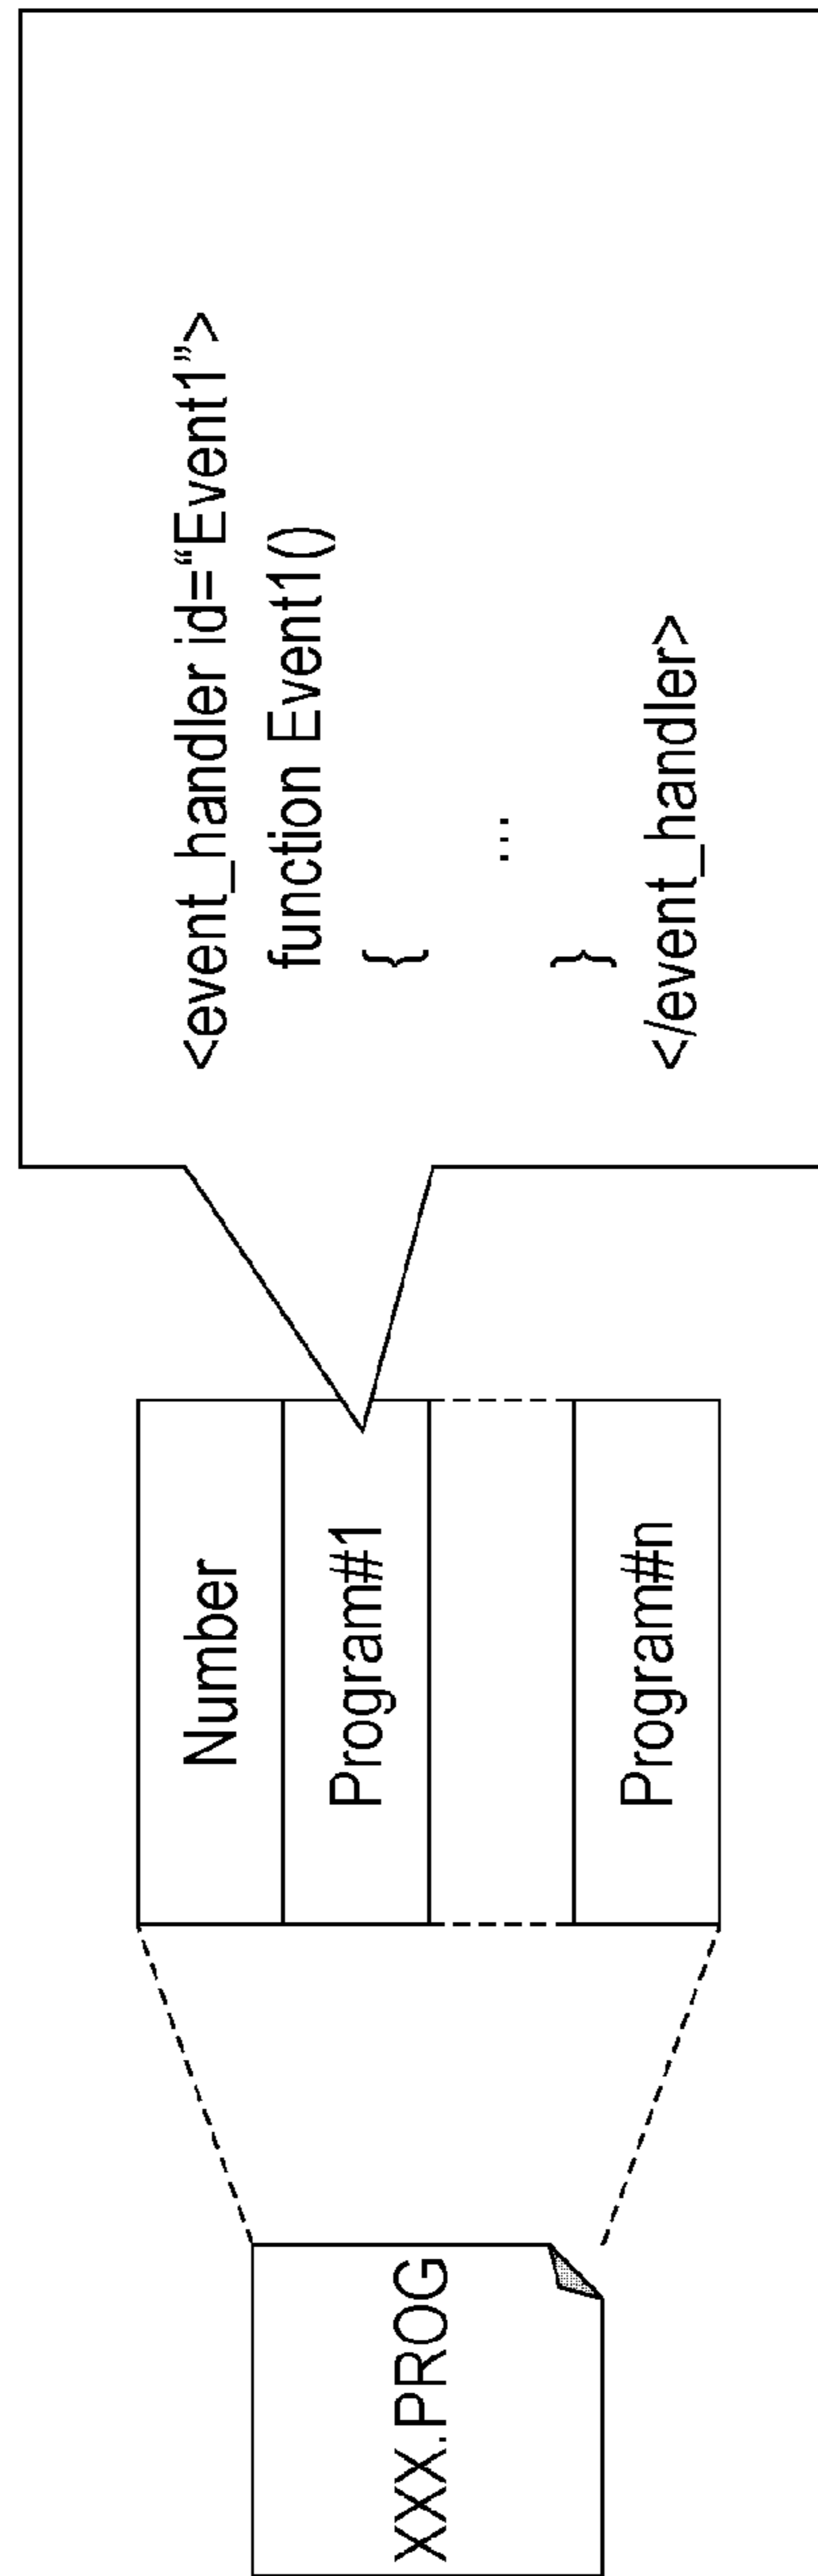 XXX.PROG
Number
Program#1
Program#n
<event_handler id=“Event1”>
function Event1()
{
...
}
</event_handler>